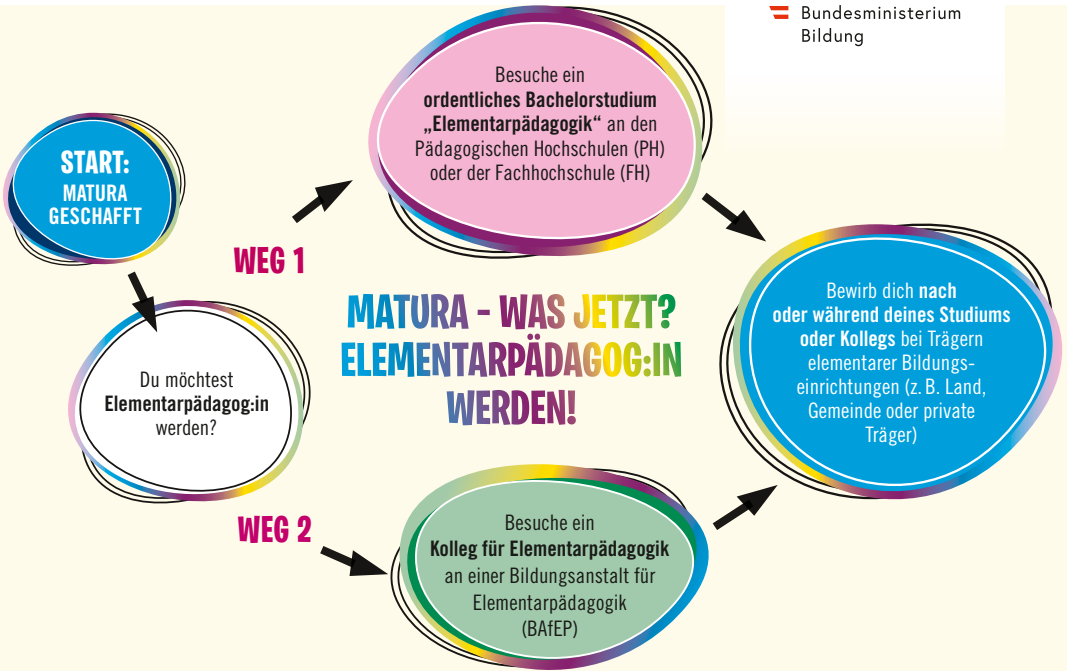 Bundesministerium
Bildung
START:
MATURA
GESCHAFFT
Du möchtest
Elementarpädagog:in
werden?
WEG 1
Besuche ein
ordentliches Bachelorstudium
„Elementarpädagogik“ an den
Pädagogischen Hochschulen (PH)
oder der Fachhochschule (FH)
MATURA - WAS JETZT?
ELEMENTARPÄDAGOG:IN
WERDEN!
WEG 2
Besuche ein
Kolleg für Elementarpädagogik
an einer Bildungsanstalt für
Elementarpädagogik
(BAfEP)
Bewirb dich nach
oder während deines Studiums
oder Kollegs bei Trägern
elementarer Bildungs-
einrichtungen (z. B. Land,
Gemeinde oder private
Träger)